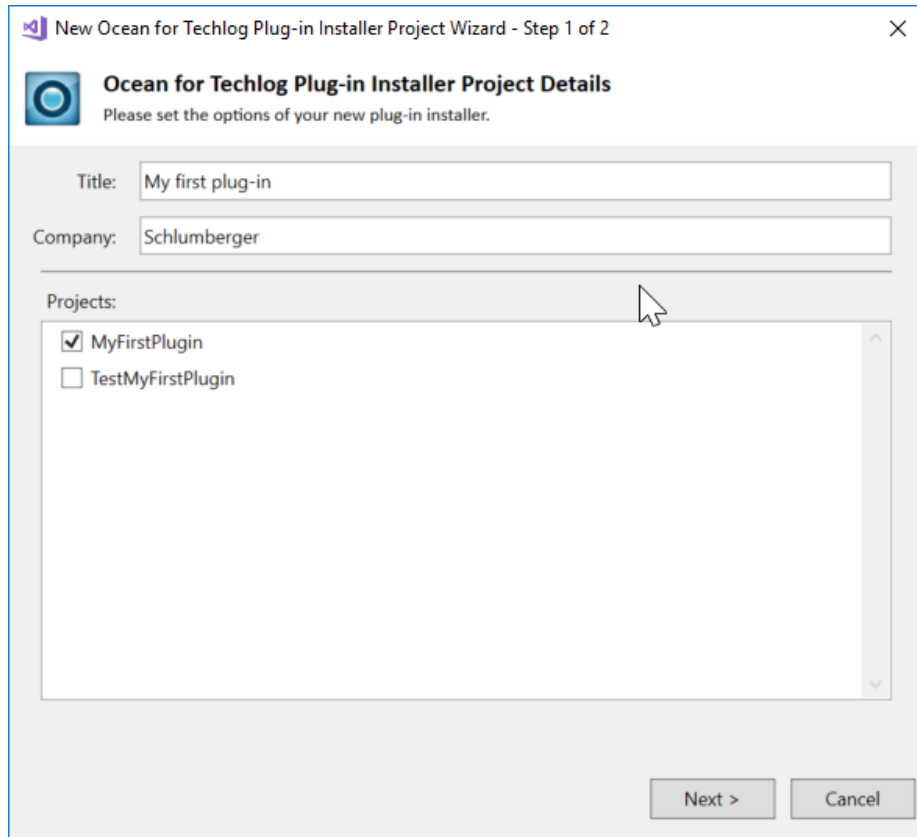 New Ocean for Techlog Plug-in Installer Project Wizard - Step 1 of 2
Ocean for Techlog Plug-in Installer Project Details
Please set the options of your new plug-in installer.
Title: My first plug-in
Company: Schlumberger
Projects:
MyFirstPlugin
TestMyFirstPlugin
Next > Cancel